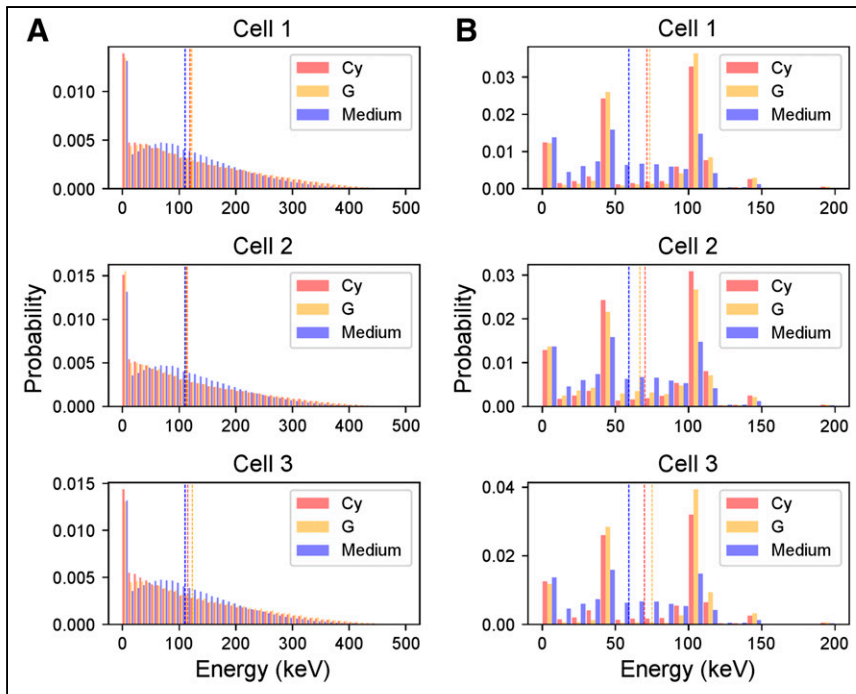 A
B
Cell 1
Cell 1
Cy
G
Medium
Cy
G
Medium
0.010
0.005
0.000
0.03
0.02
0.01
0.00
0 100 200 300 400 500
0 50 100 150 200
Cell 2
Cell 2
Probability
Cy
G
Medium
Probability
Cy
G
Medium
0.015
0.010
0.005
0.000
0.03
0.02
0.01
0.00
0 100 200 300 400 500
0 50 100 150 200
Cell 3
Cell 3
Cy
G
Medium
Cy
G
Medium
0.015
0.010
0.005
0.000
0.04
0.02
0.00
0 100 200 300 400 500
0 50 100 150 200
Energy (keV)
Energy (keV)